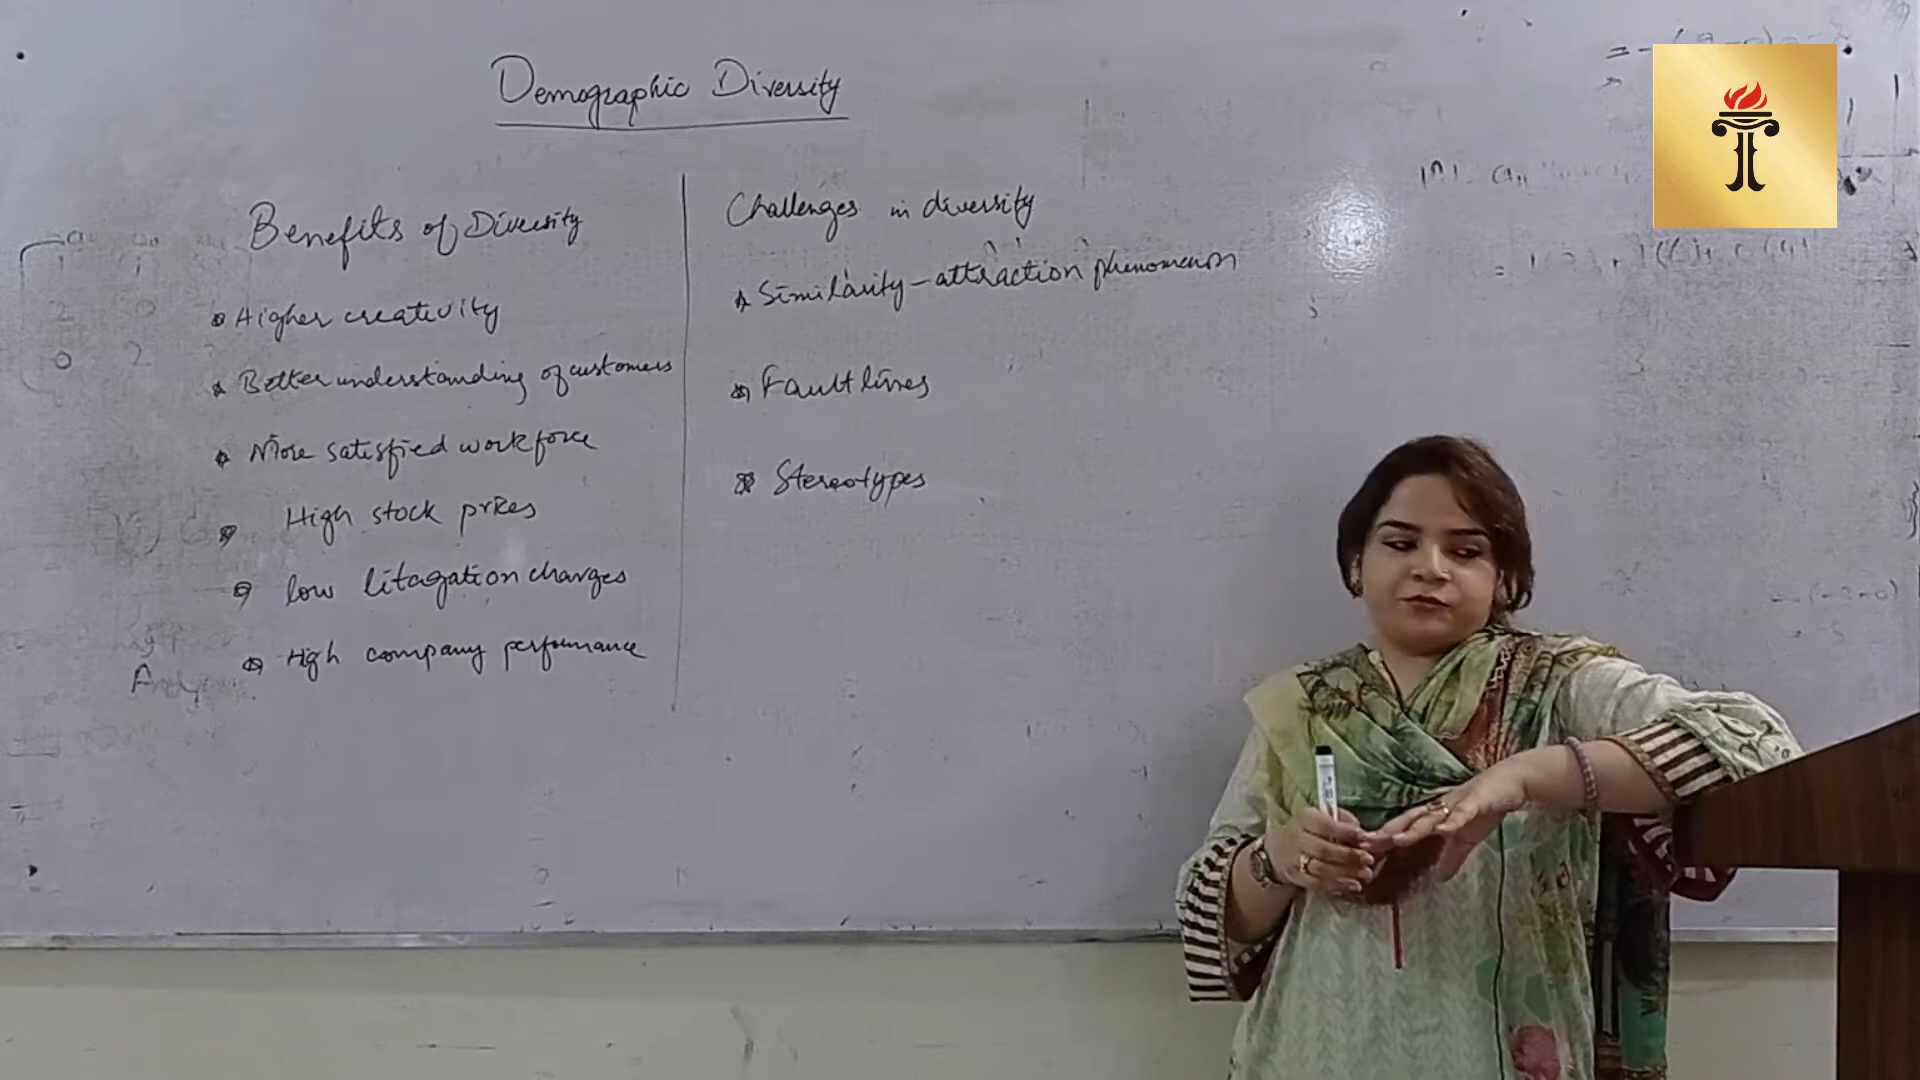 Demographic Diversity
Benefits of Diversity
Higher creativity
Better understanding of customers
More satisfied workforce
High stock prices
low litagation charges
High company performance
Challenges in diversity
Similarity-attraction phenomenon
Fault lines
Stereotypes